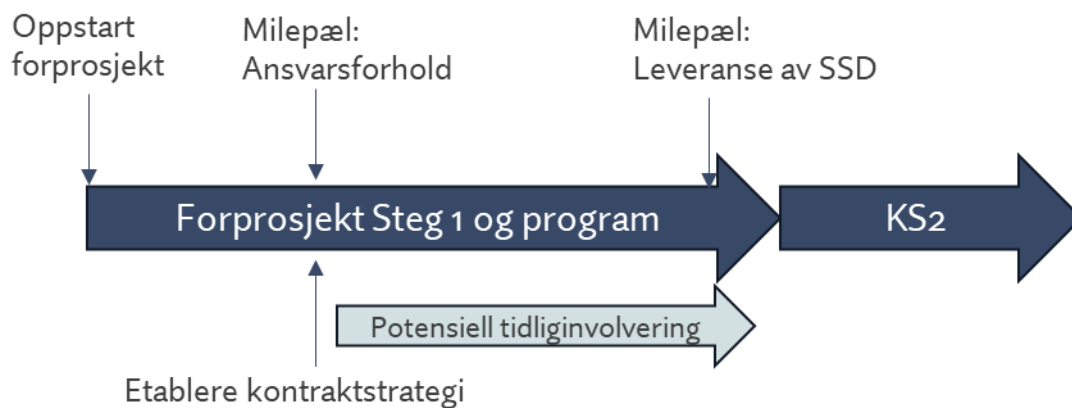 Oppstart
forprosjekt
Milepæl:
Ansvarsforhold
Milepæl:
Leveranse av SSD
Forprosjekt Steg 1 og program
KS2
Potensiell tidliginvolvering
Etablere kontraktstrategi